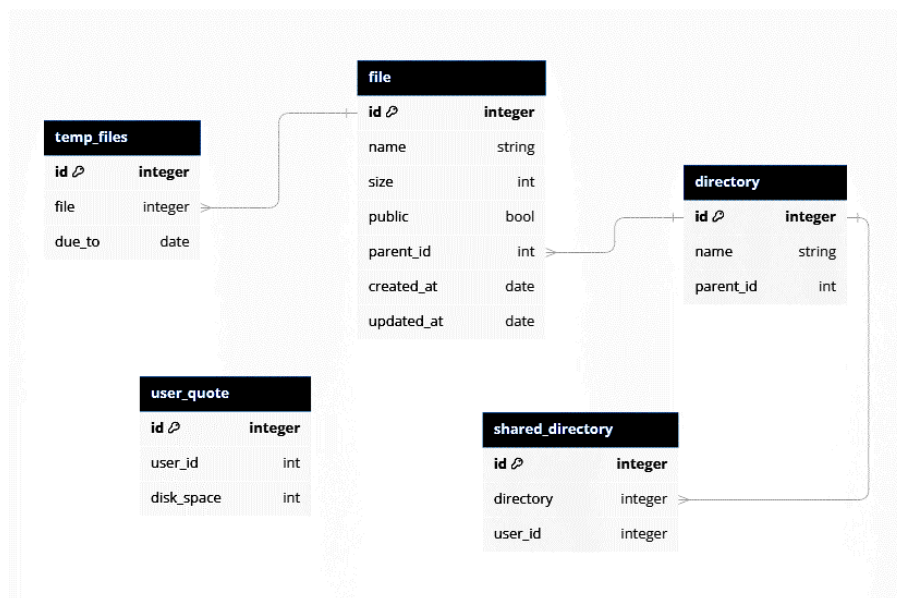 temp_files
id integer
file integer
due_to date
file
id integer
name string
size int
public bool
parent_id int
created_at date
updated_at date
directory
id integer
name string
parent_id int
user_quote
id integer
user_id int
disk_space int
shared_directory
id integer
directory integer
user_id integer